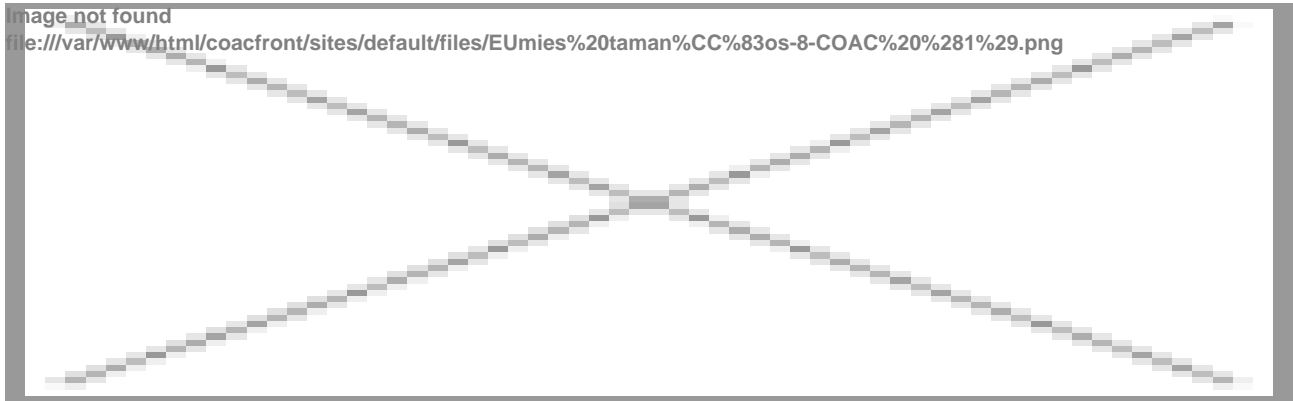 Image not found
file:///var/www/html/coacfront/sites/default/files/EUmies%20taman%CC%83os-8-COAC%20%281%29.png